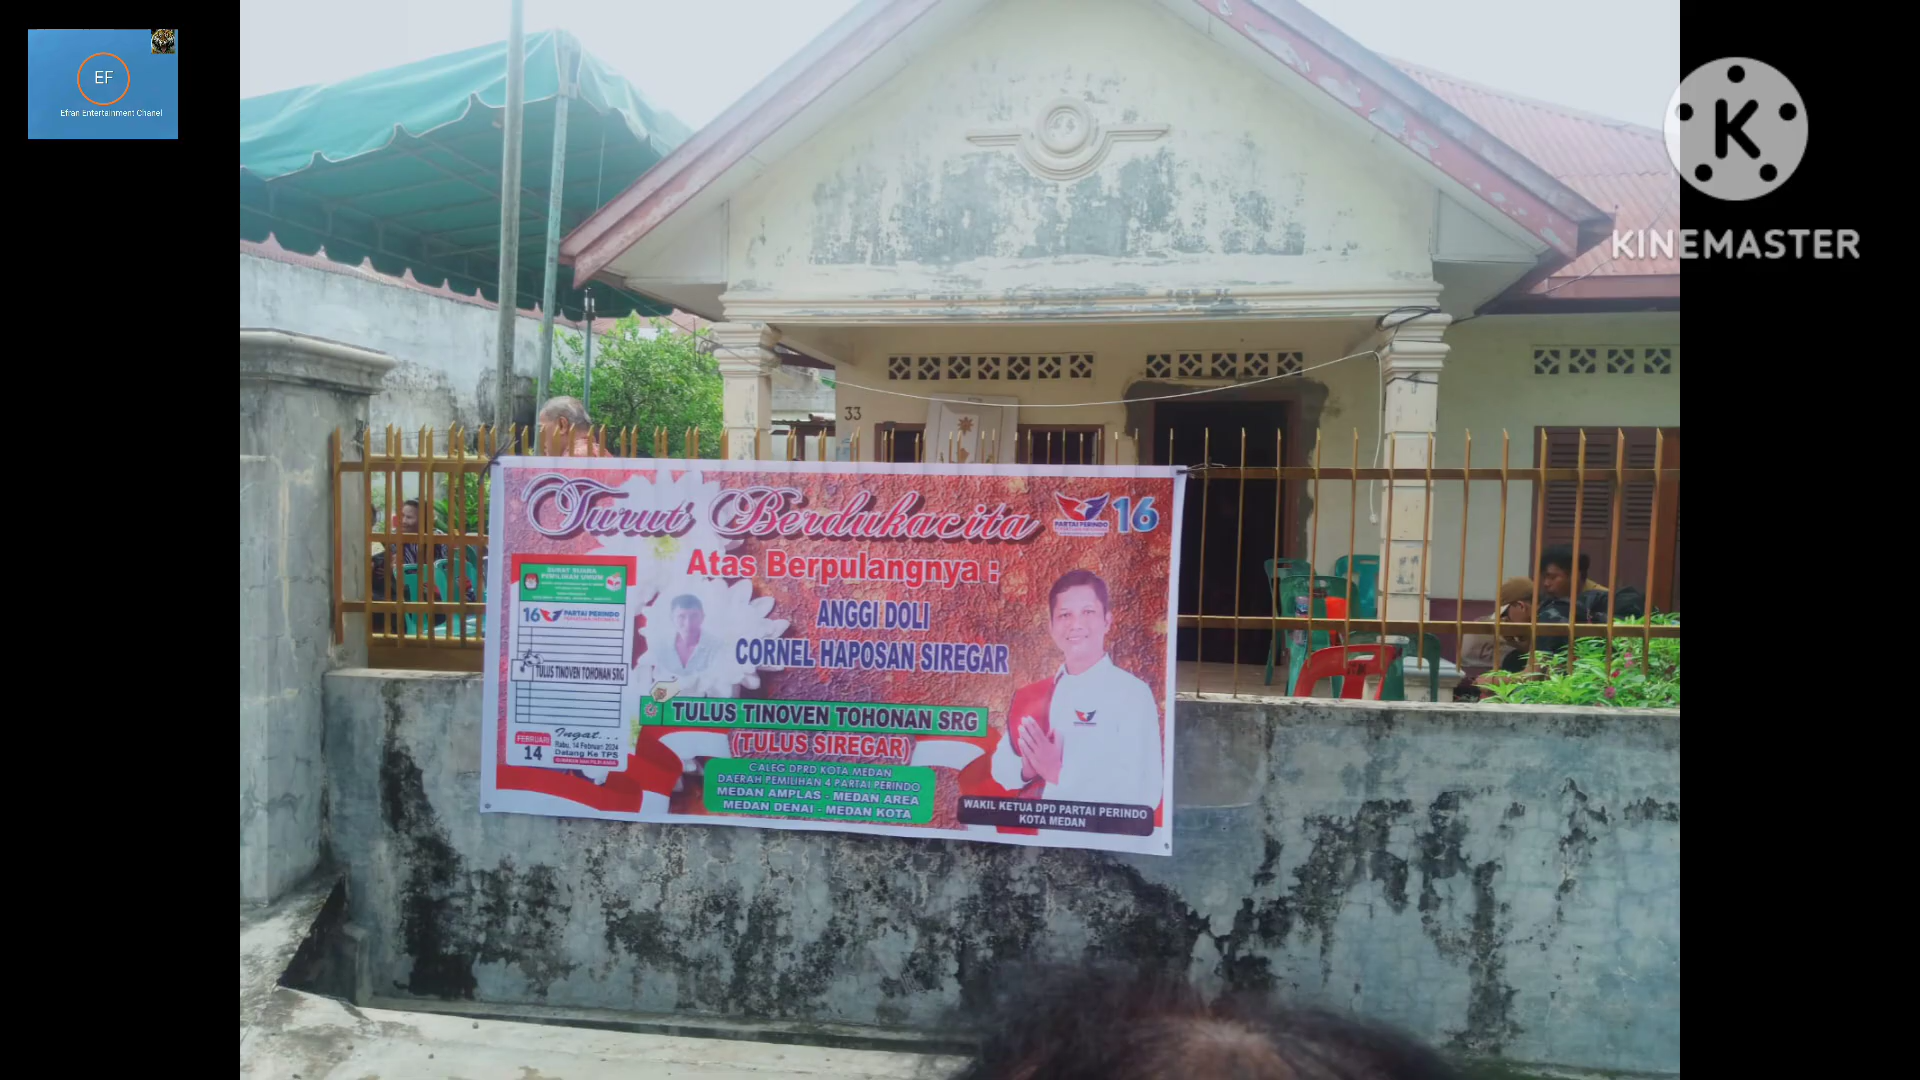 EF
Efran Entertainment Chanel
K
KINEMASTER
33
Turut Berdukacita
PARTAI PERINDO
16
Atas Berpulangnya :
ANGGI DOLI
CORNEL HAPOSAN SIREGAR
SURAT SUARA
PEMILIHAN UMUM
16 PARTAI PERINDO
TULUS TINOVEN TOHONAN SRG
Ingat...
Rabu, 14 Februari 2024
Datang Ke TPS
FEBRUARI
14
TULUS TINOVEN TOHONAN SRG
(TULUS SIREGAR)
CALEG DPRD KOTA MEDAN
DAERAH PEMILIHAN 4 PARTAI PERINDO
MEDAN AMPLAS - MEDAN AREA
MEDAN DENAI - MEDAN KOTA
WAKIL KETUA DPD PARTAI PERINDO
KOTA MEDAN